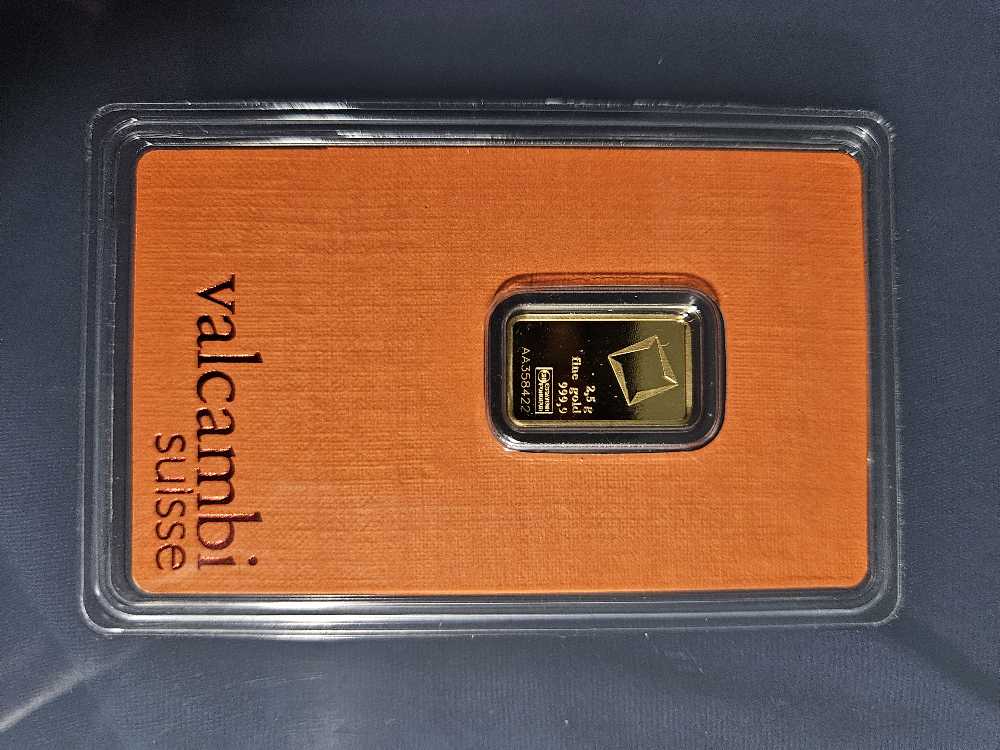 2,5 g
fine gold
999,9
AA358422
valcambi
suisse